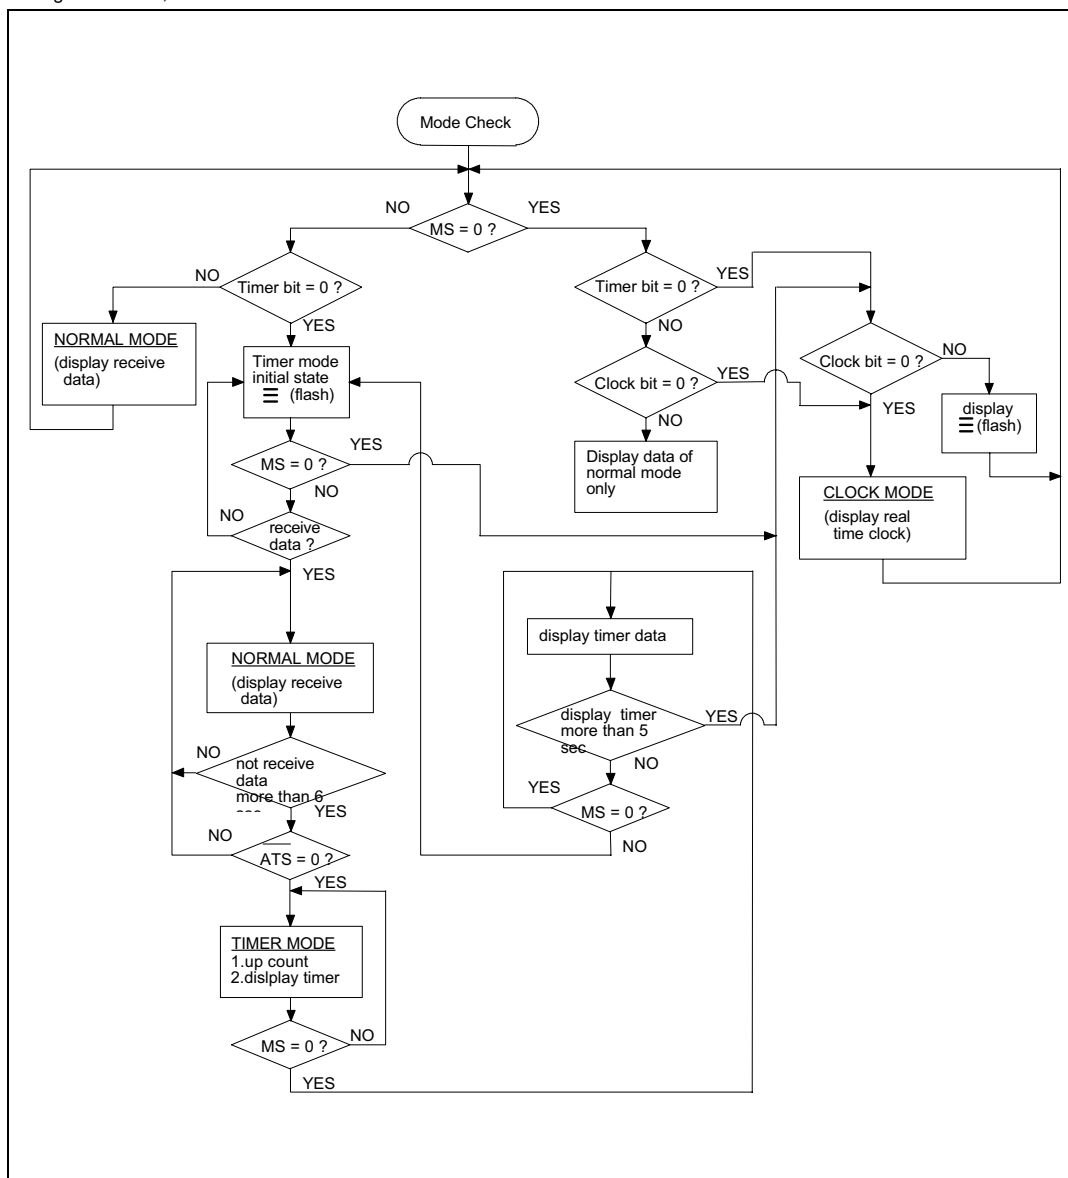 Mode Check
NO
YES
MS = 0 ?
NO
Timer bit = 0 ?
YES
NORMAL MODE
(display receive
data)
Timer mode
initial state
(flash)
MS = 0 ?
YES
NO
NO
receive
data ?
YES
NORMAL MODE
(display receive
data)
NO
not receive
data
more than 6
YES
NO
ATS = 0 ?
YES
TIMER MODE
1.up count
2.dislplay timer
MS = 0 ?
NO
YES
Timer bit = 0 ?
YES
NO
Clock bit = 0 ?
YES
NO
Display data of
normal mode
only
Clock bit = 0 ?
NO
YES
display
(flash)
CLOCK MODE
(display real
time clock)
display timer data
display timer
more than 5
sec
YES
NO
YES
MS = 0 ?
NO